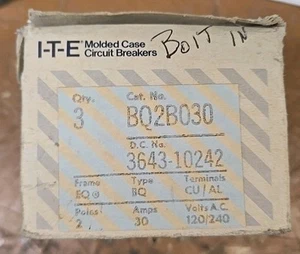 I-T-E Molded Case
Circuit Breakers
BOLT IN
Qty. Cat. No.
3 BQ2B030
D.C. No.
3643-10242
Frame Type Terminals
EQ BQ CU/AL
Poles Amps Volts A.C.
2 30 120/240